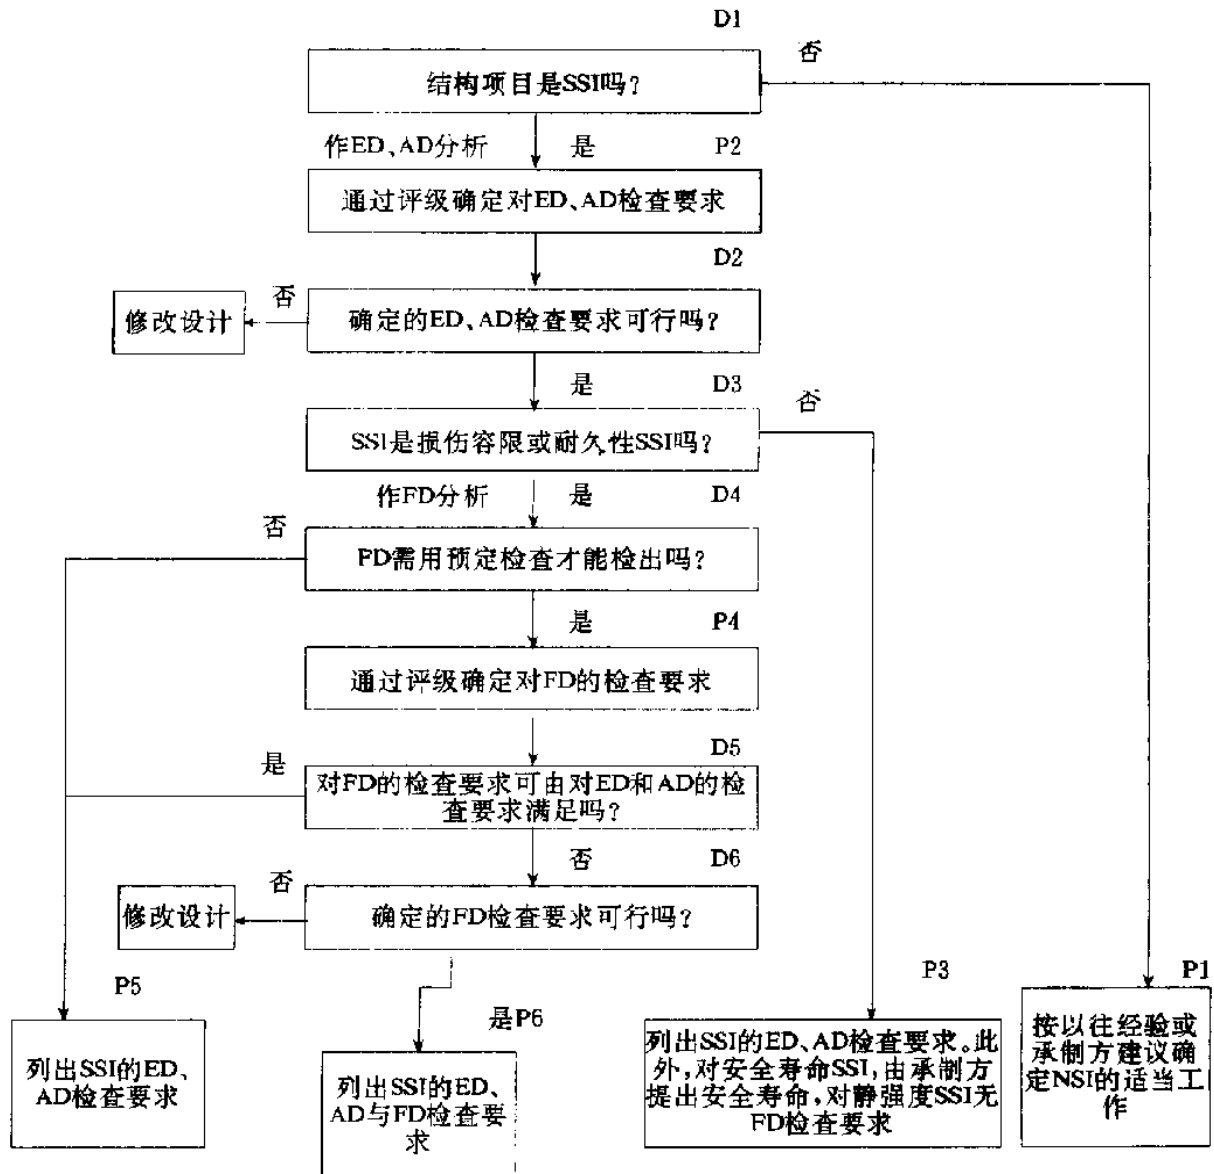 D1
否
结构项目是SSI吗?
作ED、AD分析 是 P2
通过评级确定对ED、AD检查要求
D2
否
修改设计
确定的ED、AD检查要求可行吗?
是 D3
否
SSI是损伤容限或耐久性SSI吗?
作FD分析 是 D4
否
FD需用预定检查才能检出吗?
是 P4
通过评级确定对FD的检查要求
D5
是
对FD的检查要求可由对ED和AD的检
查要求满足吗?
否 D6
否
修改设计
确定的FD检查要求可行吗?
P5
是P6
P3
P1
列出SSI的ED、
AD检查要求
列出SSI的ED、
AD与FD检查要
求
列出SSI的ED、AD检查要求。此
外,对安全寿命SSI,由承制方
提出安全寿命,对静强度SSI无
FD检查要求
按以往经验或
承制方建议确
定NSI的适当工
作